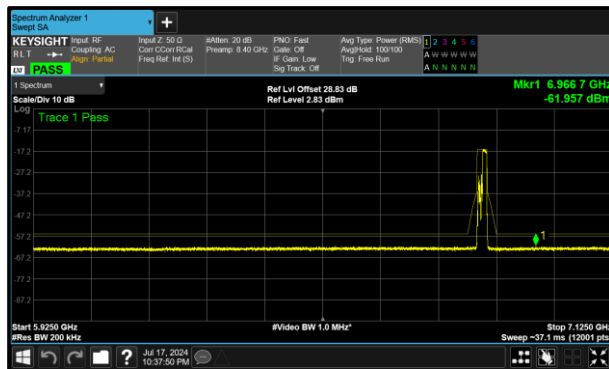 Spectrum Analyzer 1
Swept SA
+
KEYSIGHT
RLT
LXI PASS
Input: RF
Coupling: AC
Align: Partial
Input Z: 50 Ω
Corr CCorr RCal
Freq Ref: Int (S)
#Atten: 20 dB
Preamp: 8.40 GHz
PNO: Fast
Gate: Off
IF Gain: Low
Sig Track: Off
Avg Type: Power (RMS)
Avg|Hold: 100/100
Trig: Free Run
1 2 3 4 5 6
A W W W W W
A N N N N N
1 Spectrum
Scale/Div 10 dB
Ref Lvl Offset 28.83 dB
Ref Level 2.83 dBm
Mkr1 6.966 7 GHz
-61.957 dBm
Log
Trace 1 Pass
-7.17
-17.2
-27.2
-37.2
-47.2
-57.2
1
-67.2
-77.2
-87.2
Start 5.9250 GHz
#Res BW 200 kHz
#Video BW 1.0 MHz*
Stop 7.1250 GHz
Sweep ~37.1 ms (12001 pts)
?
Jul 17, 2024
10:37:50 PM